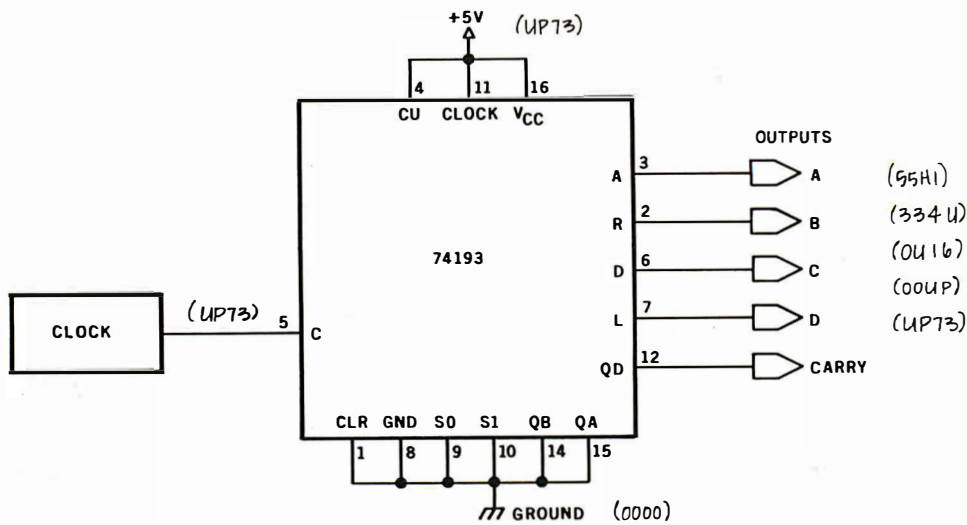 +5V (UP73)
4 11 16
CU CLOCK VCC
OUTPUTS
A 3 A (55H1)
R 2 B (334U)
74193
D 6 C (0U16)
L 7 D (00UP)
CLOCK (UP73) 5 C
(UP73)
QD 12 CARRY
CLR GND S0 S1 QB QA
1 8 9 10 14 15
GROUND (0000)